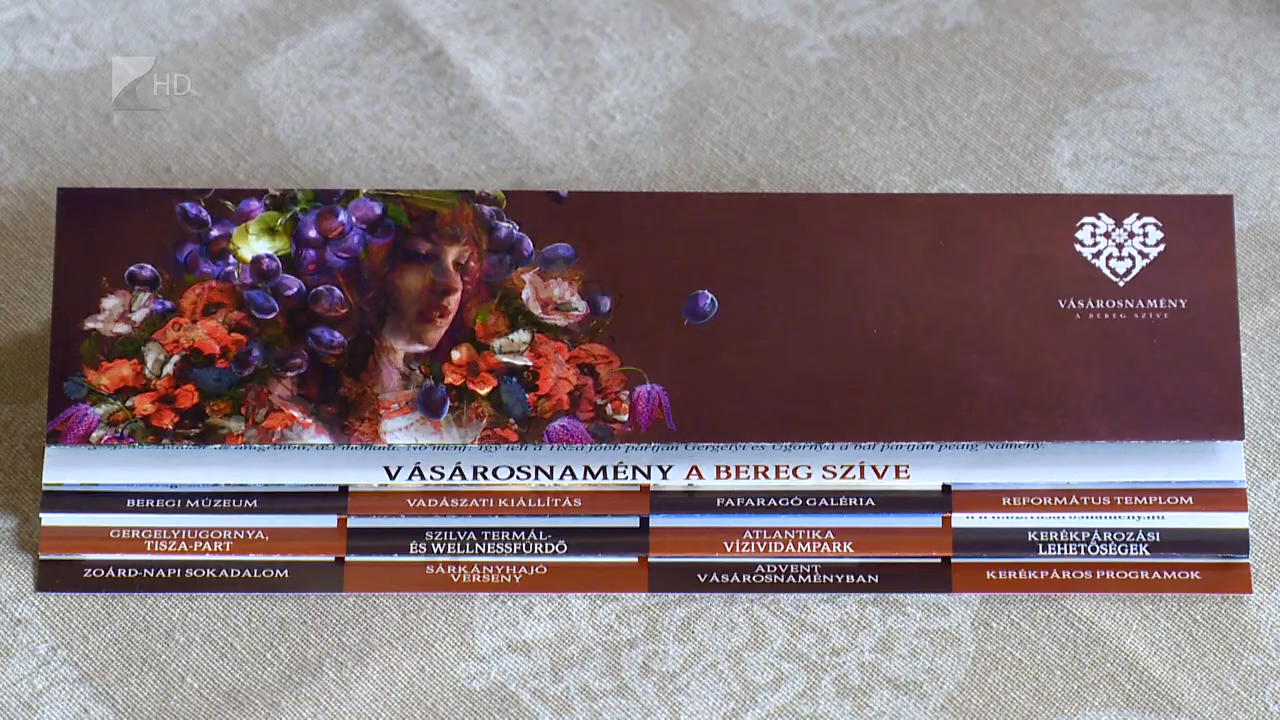 HD
VÁSÁROSNAMÉNY
A BEREG SZÍVE
VÁSÁROSNAMÉNY A BEREG SZÍVE
BEREGI MÚZEUM
VADÁSZATI KIÁLLÍTÁS
FAFARAGÓ GALÉRIA
REFORMÁTUS TEMPLOM
GERGELYIUGORNYA,
TISZA-PART
SZILVA TERMÁL-
ÉS WELLNESSFÜRDŐ
ATLANTIKA
VÍZIVIDÁMPARK
KERÉKPÁROZÁSI
LEHETŐSÉGEK
ZOÁRD-NAPI SOKADALOM
SÁRKÁNYHAJÓ
VERSENY
ADVENT
VÁSÁROSNAMÉNYBAN
KERÉKPÁROS PROGRAMOK